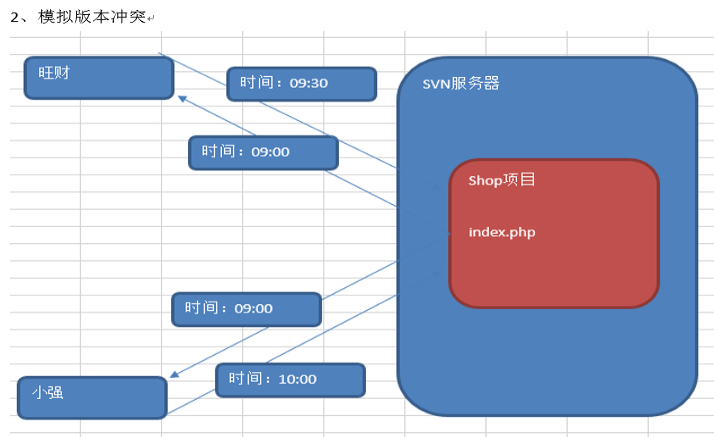 2、模拟版本冲突
旺财
时间：09:30
SVN服务器
时间：09:00
Shop项目
index.php
时间：09:00
时间：10:00
小强